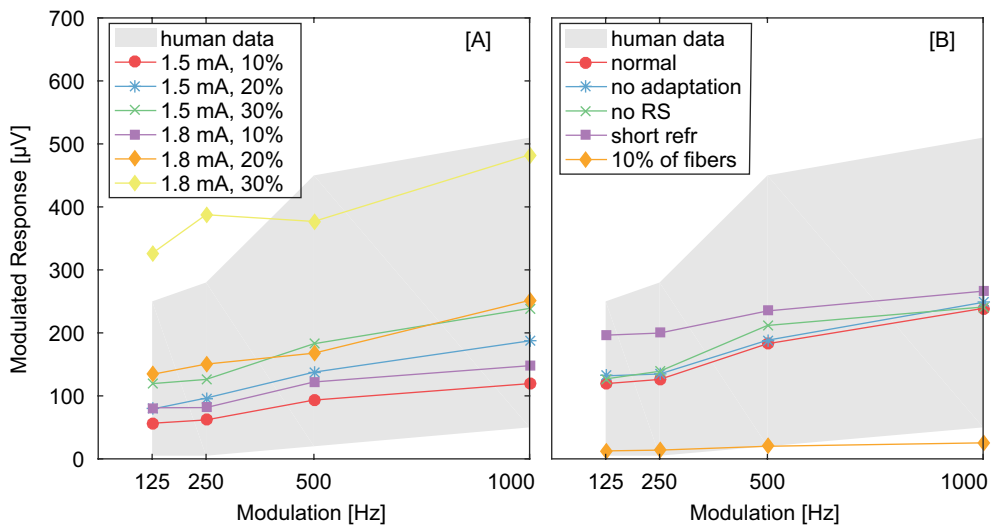 700
600
500
400
300
200
100
0
Modulated Response [µV]
[A]
human data
1.5 mA, 10%
1.5 mA, 20%
1.5 mA, 30%
1.8 mA, 10%
1.8 mA, 20%
1.8 mA, 30%
125 250 500 1000
Modulation [Hz]
[B]
human data
normal
no adaptation
no RS
short refr
10% of fibers
125 250 500 1000
Modulation [Hz]